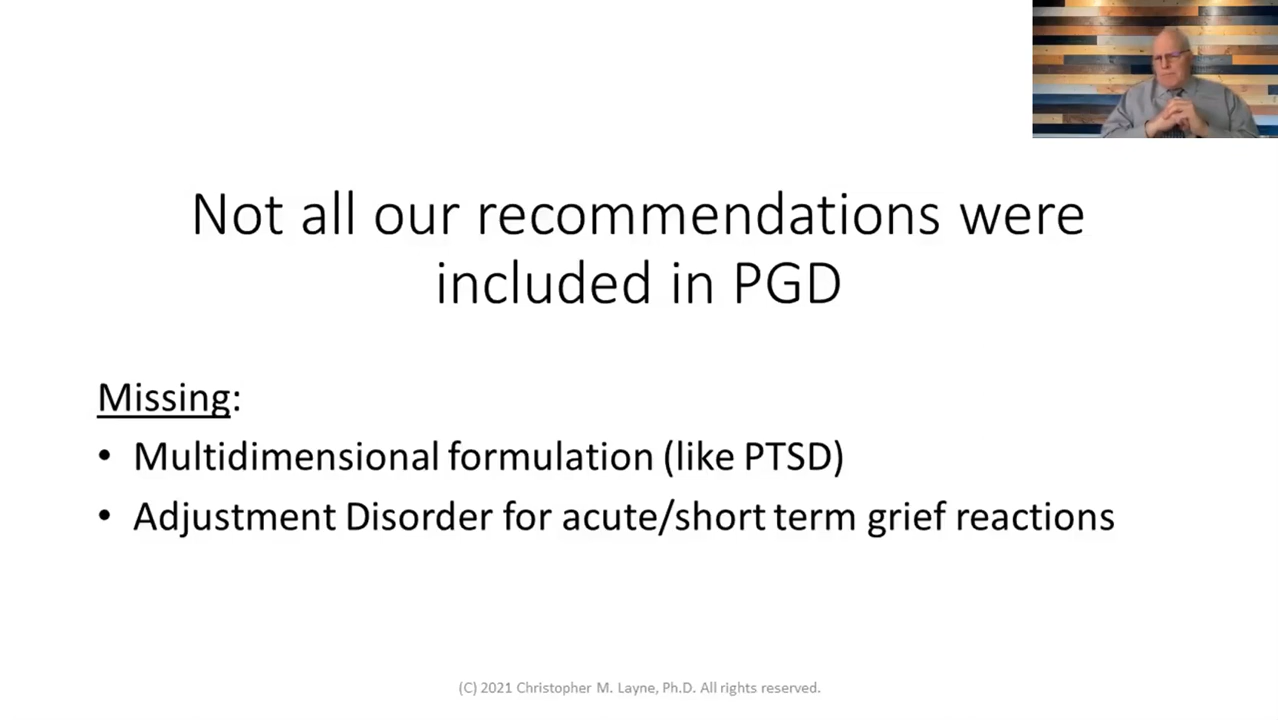 Not all our recommendations were
included in PGD
Missing:
• Multidimensional formulation (like PTSD)
• Adjustment Disorder for acute/short term grief reactions
(C) 2021 Christopher M. Layne, Ph.D. All rights reserved.